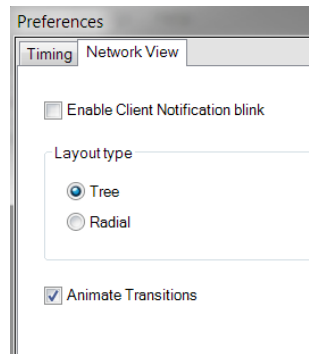 Preferences
Timing Network View
Enable Client Notification blink
Layout type
Tree
Radial
Animate Transitions